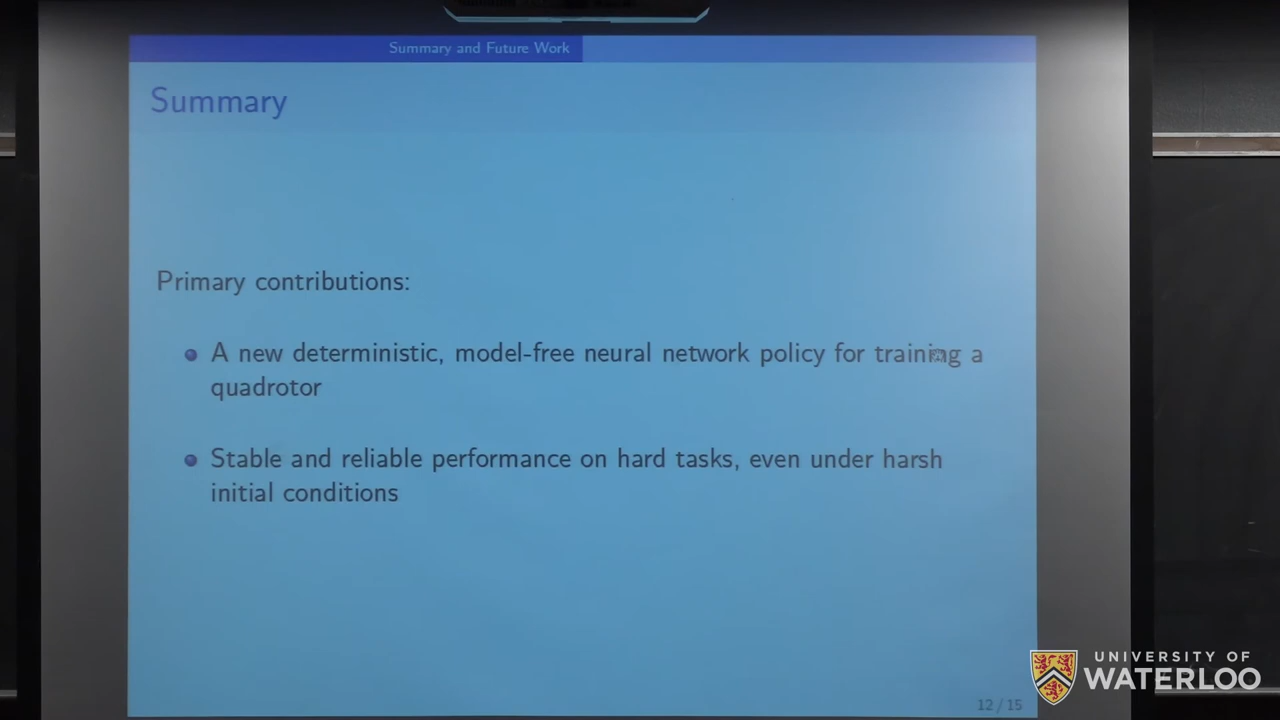 Summary and Future Work
Summary
Primary contributions:
A new deterministic, model-free neural network policy for training a
quadrotor
Stable and reliable performance on hard tasks, even under harsh
initial conditions
12 / 15
UNIVERSITY OF
WATERLOO